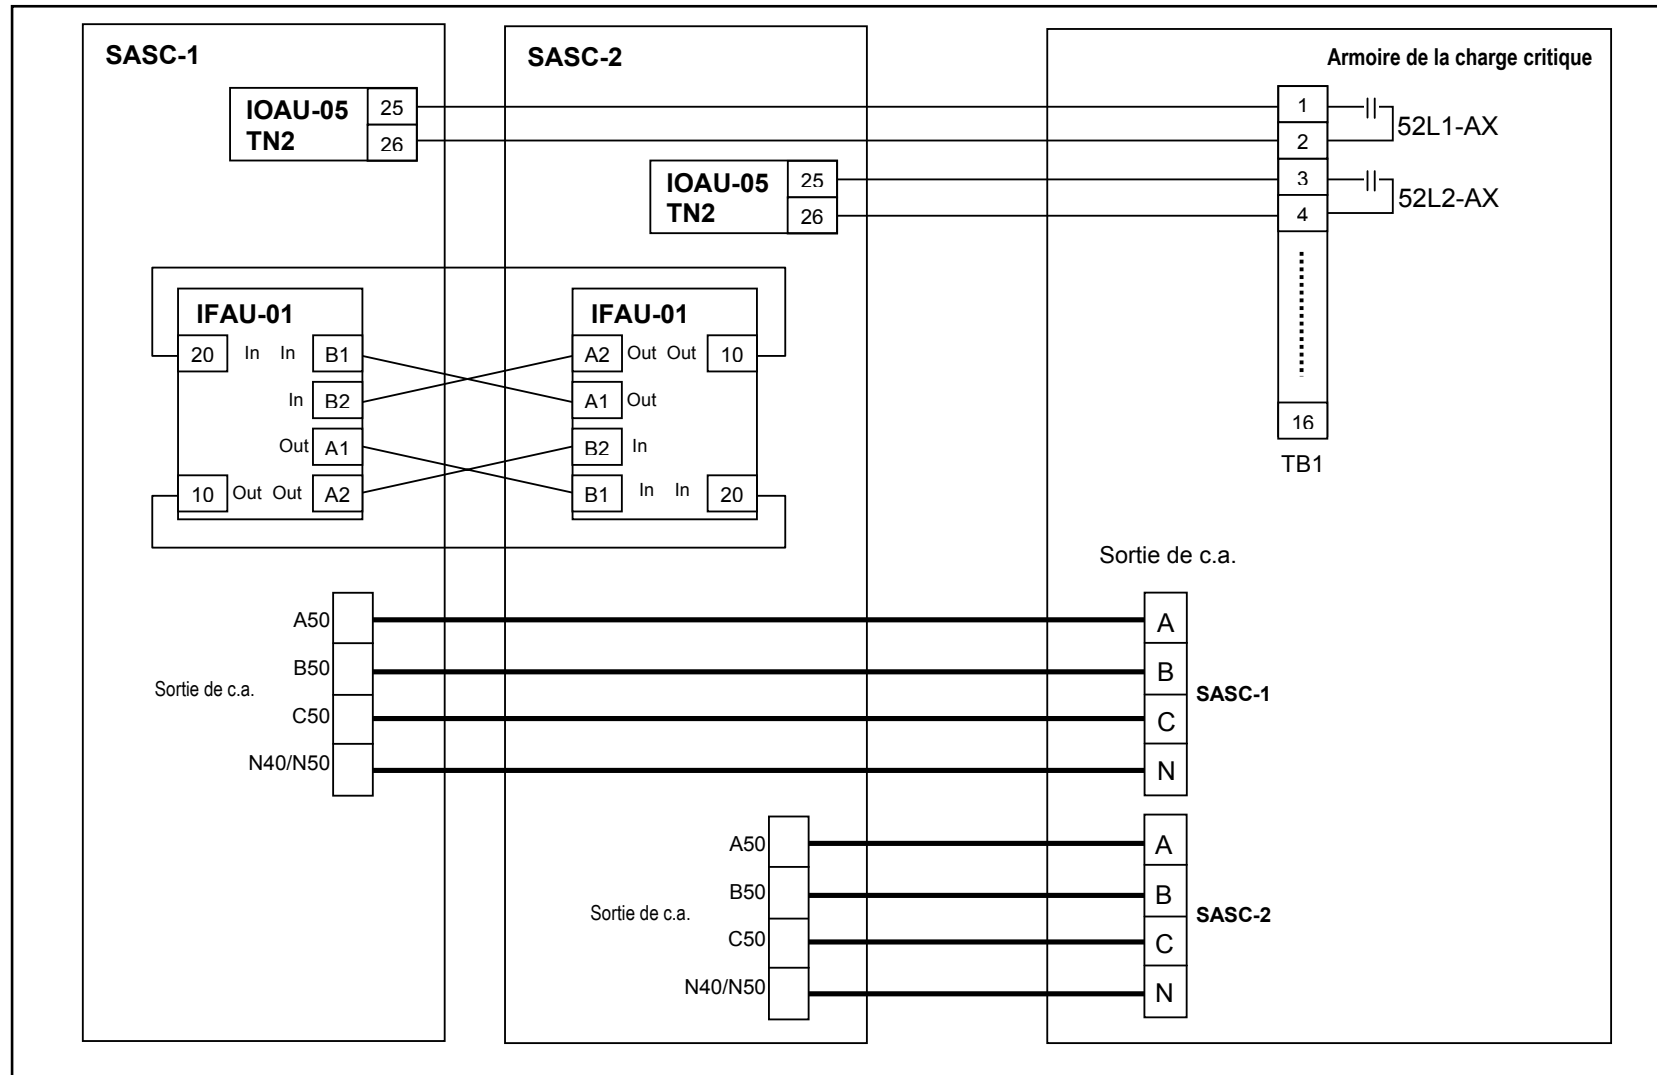 SASC-1
SASC-2
Armoire de la charge critique
IOAU-05
TN2
25
26
1
2
3
4
16
TB1
52L1-AX
52L2-AX
IOAU-05
TN2
25
26
IFAU-01
20 In In B1
In B2
Out A1
10 Out Out A2
IFAU-01
A2 Out Out 10
A1 Out
B2 In
B1 In In 20
Sortie de c.a.
A50
B50
Sortie de c.a.
C50
N40/N50
A
B
C
N
SASC-1
A50
B50
Sortie de c.a.
C50
N40/N50
A
B
C
N
SASC-2